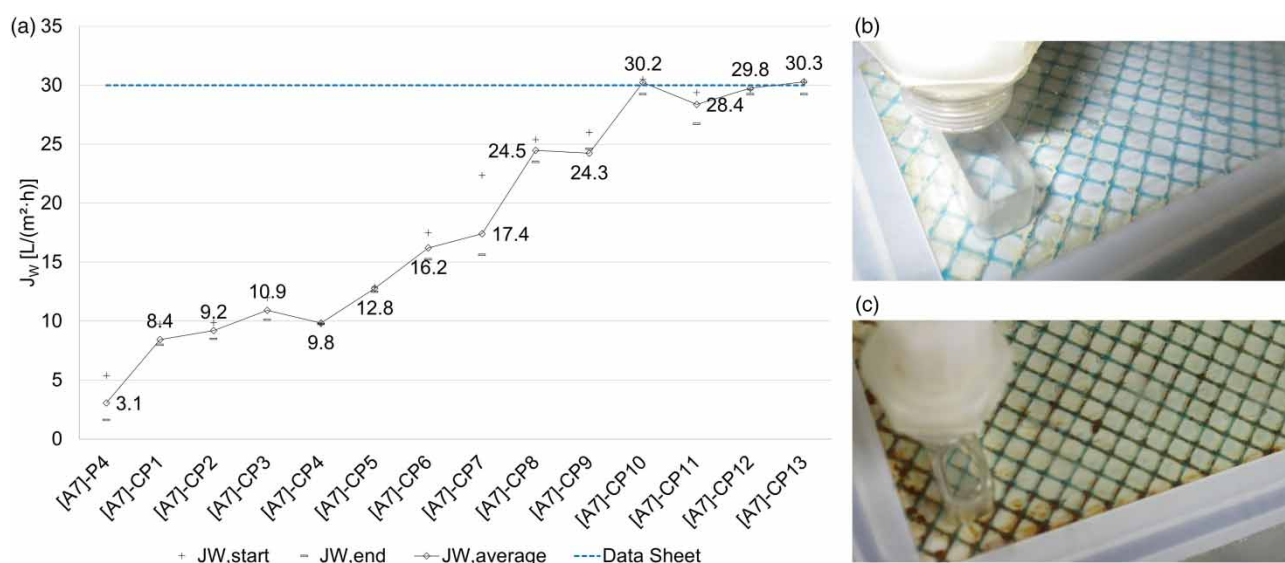 (a)
35
30
25
20
15
10
5
0
J_W [L/(m²·h)]
3.1
8.4
9.2
10.9
9.8
12.8
16.2
17.4
24.5
24.3
30.2
28.4
29.8
30.3
[A7]-P4
[A7]-CP1
[A7]-CP2
[A7]-CP3
[A7]-CP4
[A7]-CP5
[A7]-CP6
[A7]-CP7
[A7]-CP8
[A7]-CP9
[A7]-CP10
[A7]-CP11
[A7]-CP12
[A7]-CP13
JW,start JW,end JW,average Data Sheet
(b)
(c)